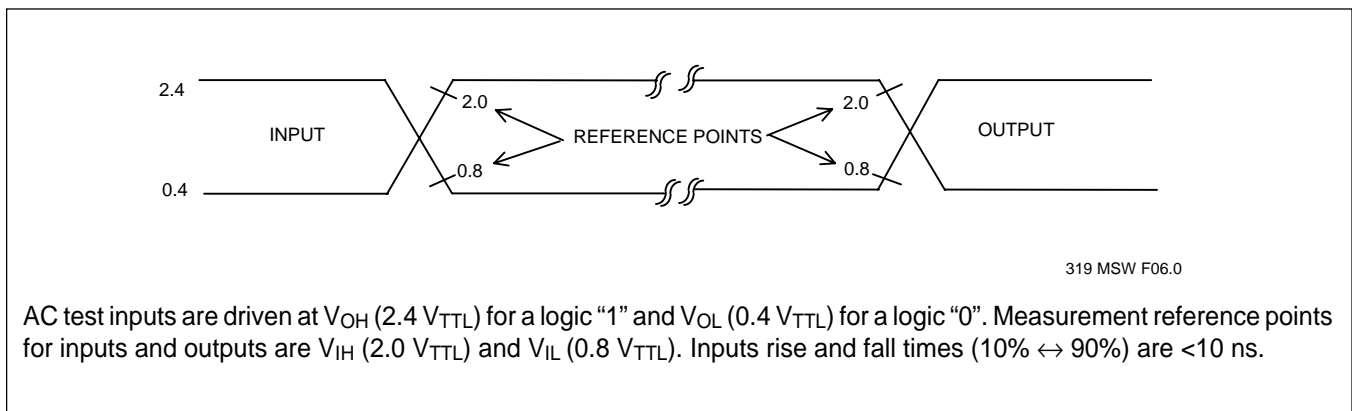 2.4
2.0
2.0
INPUT
REFERENCE POINTS
OUTPUT
0.8
0.8
0.4
319 MSW F06.0
AC test inputs are driven at VOH (2.4 VTTL) for a logic “1” and VOL (0.4 VTTL) for a logic “0”. Measurement reference points
for inputs and outputs are VIH (2.0 VTTL) and VIL (0.8 VTTL). Inputs rise and fall times (10% ↔ 90%) are <10 ns.